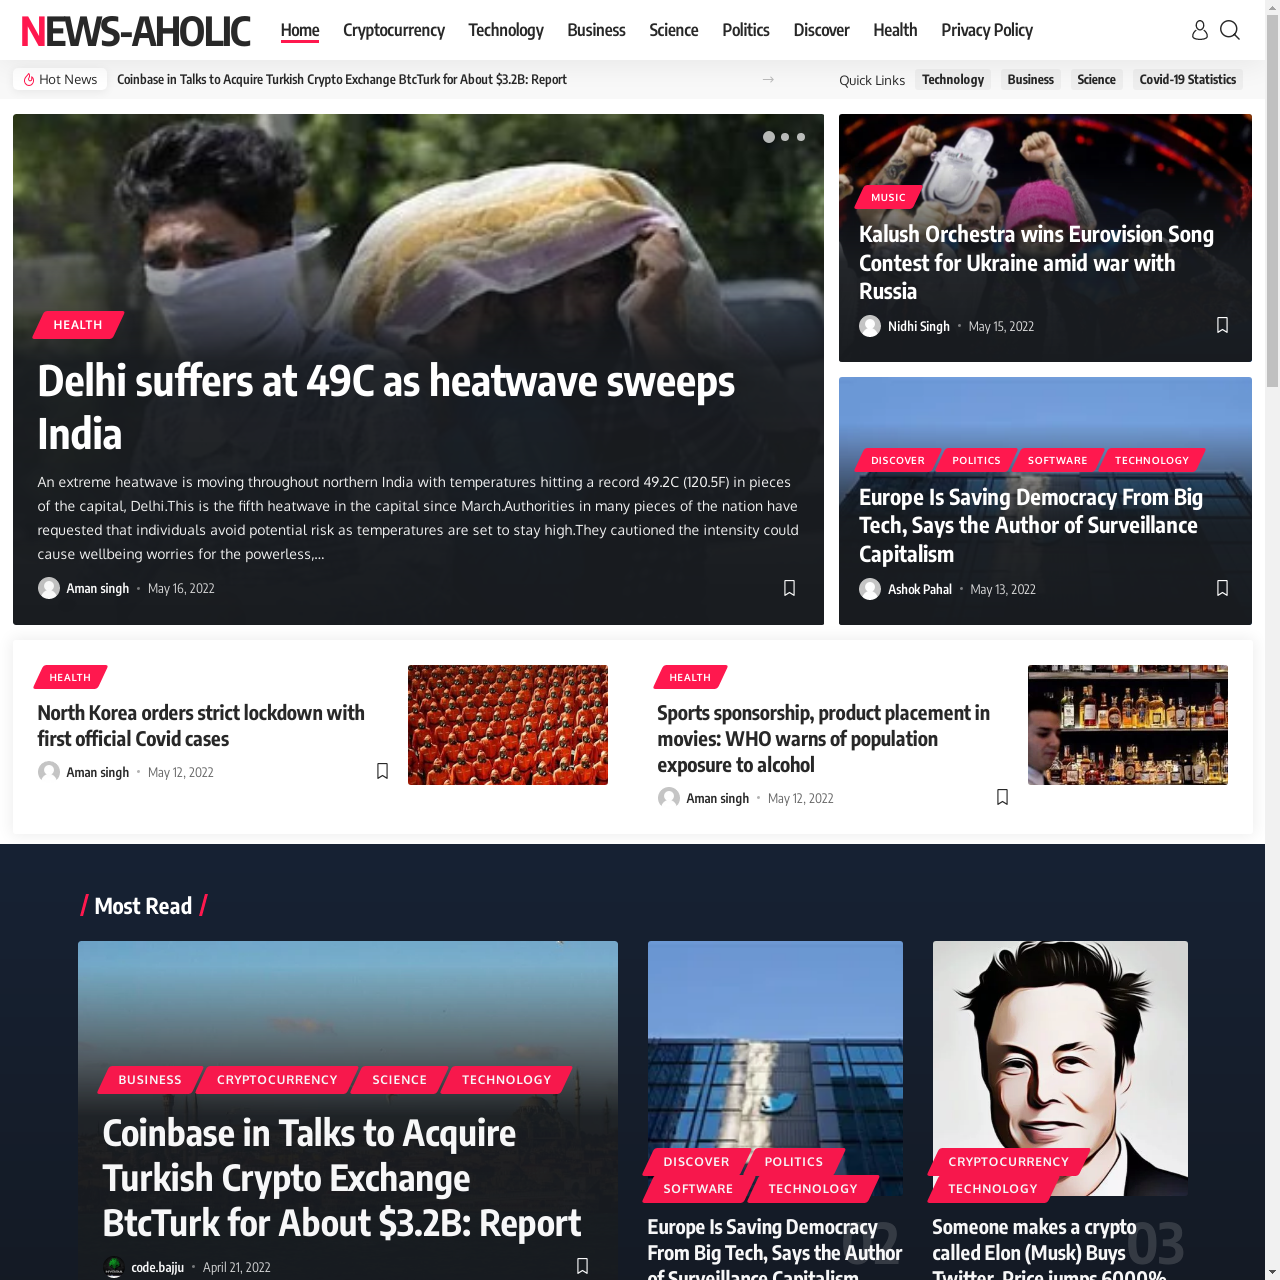 NEWS-AHOLIC
Home Cryptocurrency Technology Business Science Politics Discover Health Privacy Policy
Hot News Coinbase in Talks to Acquire Turkish Crypto Exchange BtcTurk for About $3.2B: Report
Quick Links Technology Business Science Covid-19 Statistics
HEALTH
Delhi suffers at 49C as heatwave sweeps
India
An extreme heatwave is moving throughout northern India with temperatures hitting a record 49.2C (120.5F) in pieces
of the capital, Delhi.This is the fifth heatwave in the capital since March.Authorities in many pieces of the nation have
requested that individuals avoid potential risk as temperatures are set to stay high.They cautioned the intensity could
cause wellbeing worries for the powerless,...
Aman singh May 16, 2022
MUSIC
Kalush Orchestra wins Eurovision Song
Contest for Ukraine amid war with
Russia
Nidhi Singh May 15, 2022
DISCOVER POLITICS SOFTWARE TECHNOLOGY
Europe Is Saving Democracy From Big
Tech, Says the Author of Surveillance
Capitalism
Ashok Pahal May 13, 2022
HEALTH
North Korea orders strict lockdown with
first official Covid cases
Aman singh May 12, 2022
HEALTH
Sports sponsorship, product placement in
movies: WHO warns of population
exposure to alcohol
Aman singh May 12, 2022
Most Read
BUSINESS CRYPTOCURRENCY SCIENCE TECHNOLOGY
Coinbase in Talks to Acquire
Turkish Crypto Exchange
BtcTurk for About $3.2B: Report
code.bajju April 21, 2022
DISCOVER POLITICS
SOFTWARE TECHNOLOGY
02
Europe Is Saving Democracy
From Big Tech, Says the Author
of Surveillance Capitalism
CRYPTOCURRENCY
TECHNOLOGY
03
Someone makes a crypto
called Elon (Musk) Buys
Twitter, Price jumps 6000%